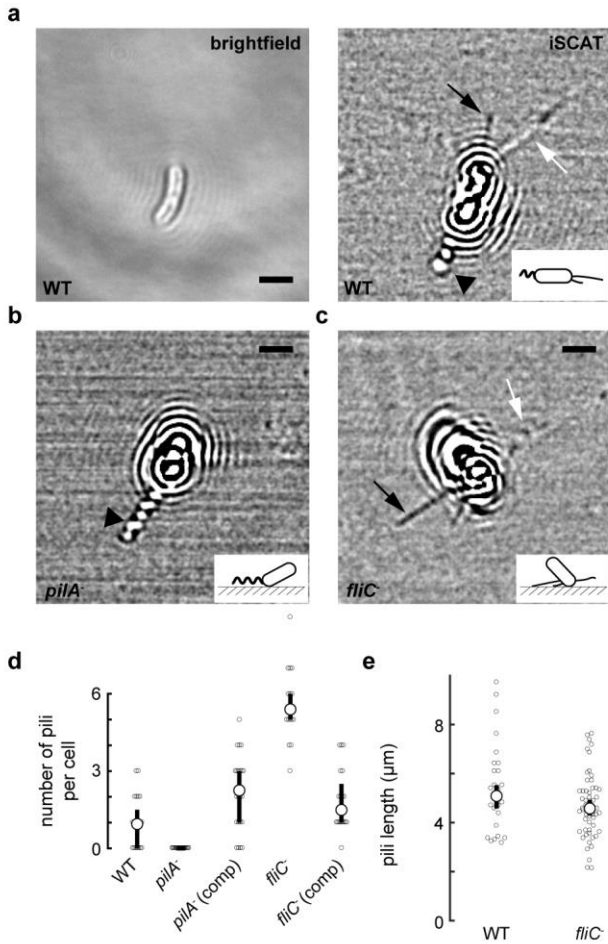 a
brightfield
iSCAT
WT
WT
b
c
pilA-
fliC-
d
e
number of pili
per cell
6
3
0
WT
pilA-
pilA- (comp)
fliC-
fliC- (comp)
pili length (µm)
8
4
0
WT
fliC-